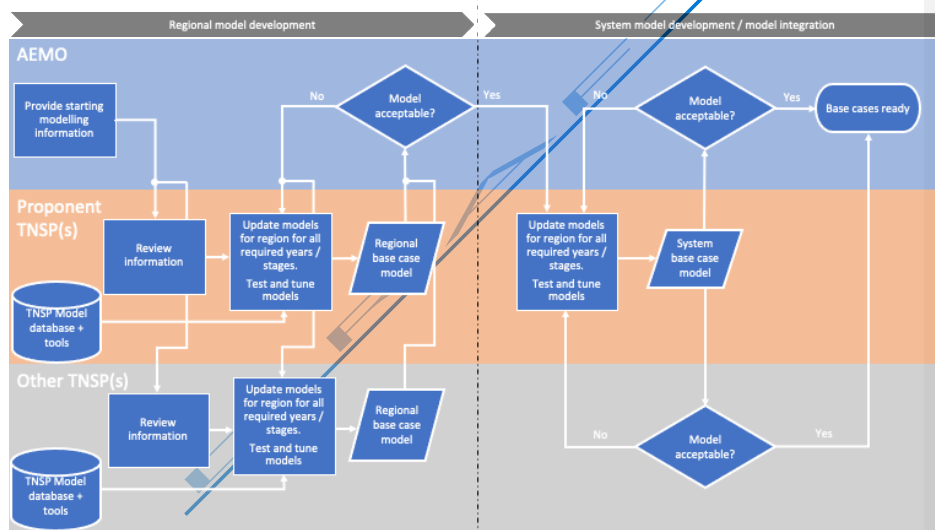 Regional model development
System model development / model integration
AEMO
Provide starting
modelling
information
No
Model
acceptable?
Yes
No
Model
acceptable?
Yes
Base cases ready
Proponent
TNSP(s)
Review
information
Update models
for region for all
required years /
stages.
Test and tune
models
Regional
base case
model
Update models
for region for all
required years /
stages.
Test and tune
models
System
base case
model
TNSP Model
database +
tools
Other TNSP(s)
Review
information
Update models
for region for all
required years /
stages.
Test and tune
models
Regional
base case
model
No
Model
acceptable?
Yes
TNSP Model
database +
tools